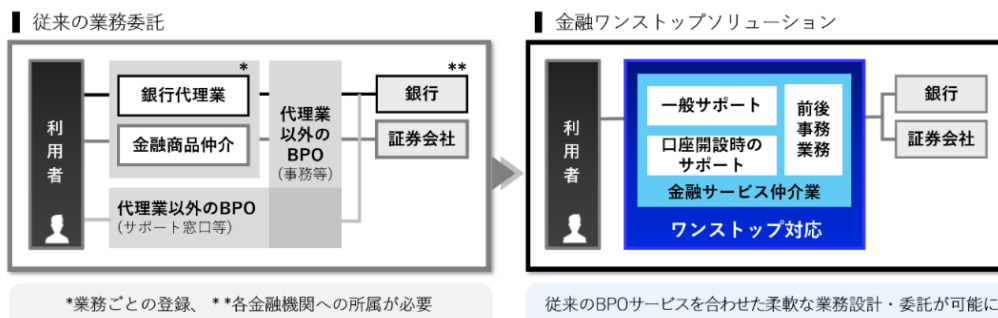 従来の業務委託
利用者
*
銀行代理業
金融商品仲介
代理業
以外の
BPO
(事務等)
代理業以外のBPO
(サポート窓口等)
**
銀行
証券会社
*業務ごとの登録、 **各金融機関への所属が必要
金融ワンストップソリューション
利用者
一般サポート
口座開設時の
サポート
前後
事務
業務
金融サービス仲介業
ワンストップ対応
銀行
証券会社
従来のBPOサービスを合わせた柔軟な業務設計・委託が可能に